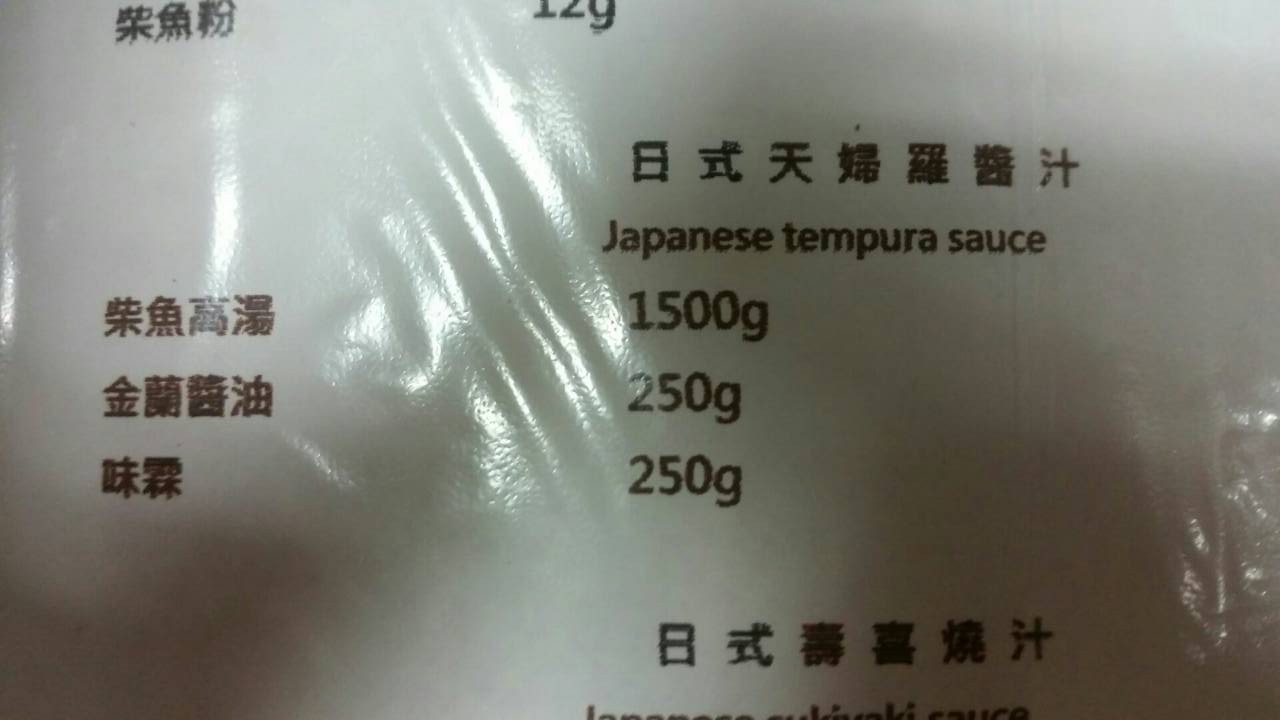 柴魚粉 12g
日式天婦羅醬汁
Japanese tempura sauce
柴魚高湯 1500g
金蘭醬油 250g
味霖 250g
日式壽喜燒汁
Japanese sukiyaki sauce